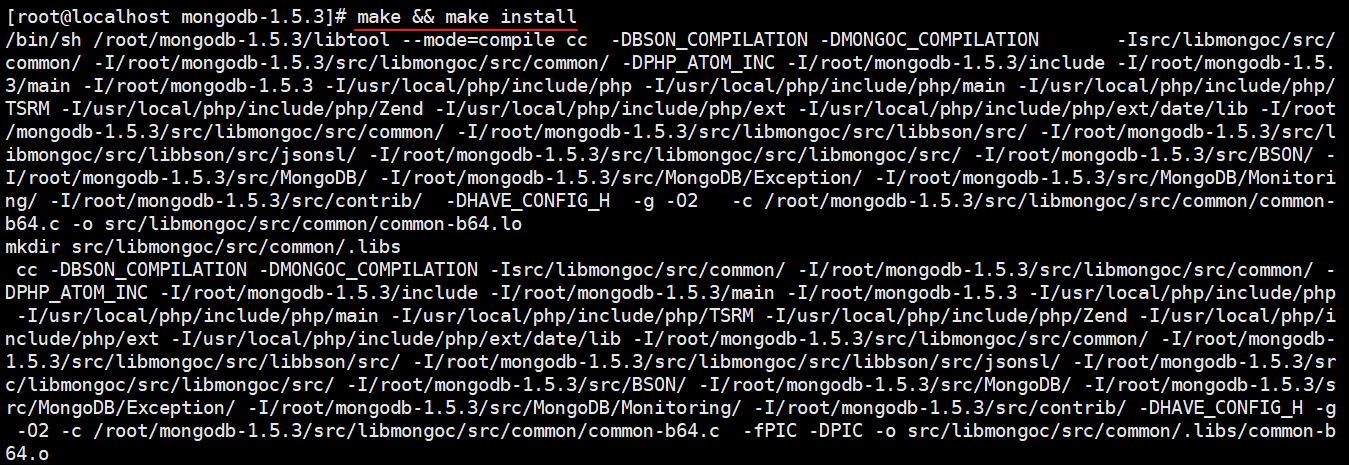 [root@localhost mongodb-1.5.3]# make && make install
/bin/sh /root/mongodb-1.5.3/libtool --mode=compile cc  -DBSON_COMPILATION -DMONGOC_COMPILATION       -Isrc/libmongoc/src/
common/ -I/root/mongodb-1.5.3/src/libmongoc/src/common/ -DPHP_ATOM_INC -I/root/mongodb-1.5.3/include -I/root/mongodb-1.5.
3/main -I/root/mongodb-1.5.3 -I/usr/local/php/include/php -I/usr/local/php/include/php/main -I/usr/local/php/include/php/
TSRM -I/usr/local/php/include/php/Zend -I/usr/local/php/include/php/ext -I/usr/local/php/include/php/ext/date/lib -I/root
/mongodb-1.5.3/src/libmongoc/src/common/ -I/root/mongodb-1.5.3/src/libmongoc/src/libbson/src/ -I/root/mongodb-1.5.3/src/l
ibmongoc/src/libbson/src/jsonsl/ -I/root/mongodb-1.5.3/src/libmongoc/src/libmongoc/src/ -I/root/mongodb-1.5.3/src/BSON/ -
I/root/mongodb-1.5.3/src/MongoDB/ -I/root/mongodb-1.5.3/src/MongoDB/Exception/ -I/root/mongodb-1.5.3/src/MongoDB/Monitori
ng/ -I/root/mongodb-1.5.3/src/contrib/  -DHAVE_CONFIG_H  -g -O2   -c /root/mongodb-1.5.3/src/libmongoc/src/common/common-
b64.c -o src/libmongoc/src/common/common-b64.lo
mkdir src/libmongoc/src/common/.libs
 cc -DBSON_COMPILATION -DMONGOC_COMPILATION -Isrc/libmongoc/src/common/ -I/root/mongodb-1.5.3/src/libmongoc/src/common/ -
DPHP_ATOM_INC -I/root/mongodb-1.5.3/include -I/root/mongodb-1.5.3/main -I/root/mongodb-1.5.3 -I/usr/local/php/include/php
 -I/usr/local/php/include/php/main -I/usr/local/php/include/php/TSRM -I/usr/local/php/include/php/Zend -I/usr/local/php/i
nclude/php/ext -I/usr/local/php/include/php/ext/date/lib -I/root/mongodb-1.5.3/src/libmongoc/src/common/ -I/root/mongodb-
1.5.3/src/libmongoc/src/libbson/src/ -I/root/mongodb-1.5.3/src/libmongoc/src/libbson/src/jsonsl/ -I/root/mongodb-1.5.3/sr
c/libmongoc/src/libmongoc/src/ -I/root/mongodb-1.5.3/src/BSON/ -I/root/mongodb-1.5.3/src/MongoDB/ -I/root/mongodb-1.5.3/s
rc/MongoDB/Exception/ -I/root/mongodb-1.5.3/src/MongoDB/Monitoring/ -I/root/mongodb-1.5.3/src/contrib/ -DHAVE_CONFIG_H -g
 -O2 -c /root/mongodb-1.5.3/src/libmongoc/src/common/common-b64.c  -fPIC -DPIC -o src/libmongoc/src/common/.libs/common-b
64.o